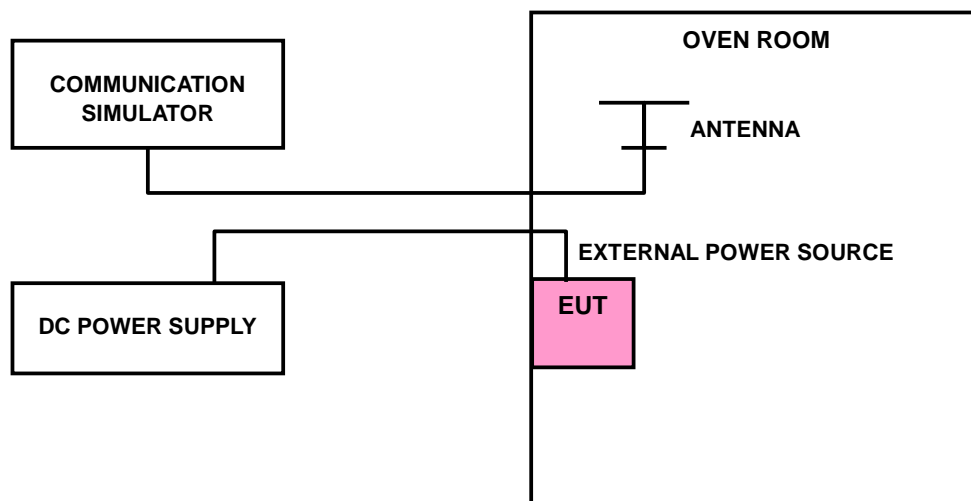 OVEN ROOM
COMMUNICATION
SIMULATOR
ANTENNA
EXTERNAL POWER SOURCE
EUT
DC POWER SUPPLY